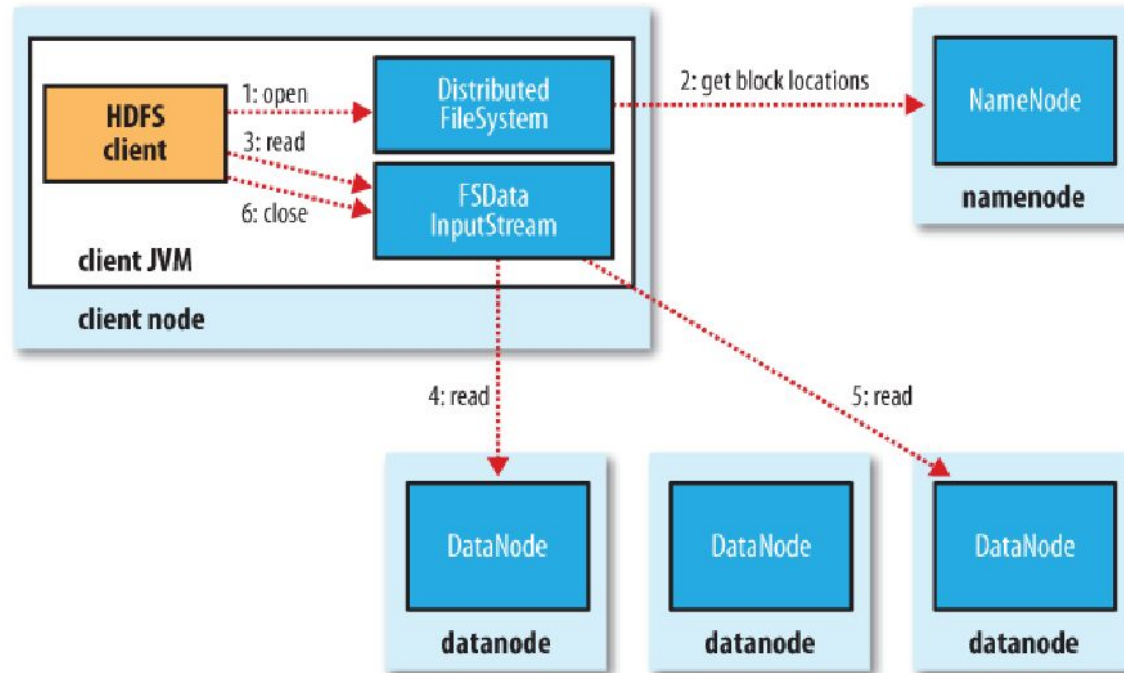 HDFS
client
1: open
3: read
6: close
Distributed
FileSystem
FSData
InputStream
client JVM
client node
2: get block locations
NameNode
namenode
4: read
5: read
DataNode
datanode
DataNode
datanode
DataNode
datanode